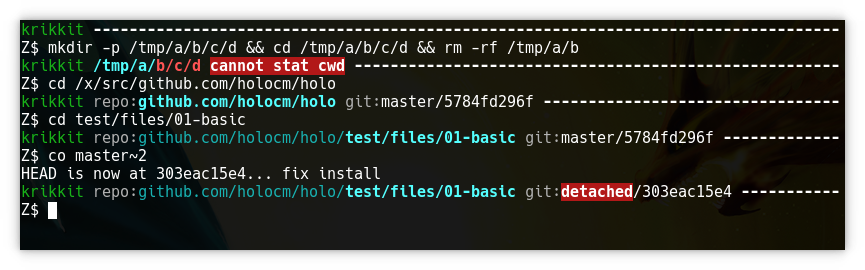 krikkit --------------------------------------------------------------------------------
Z$ mkdir -p /tmp/a/b/c/d && cd /tmp/a/b/c/d && rm -rf /tmp/a/b
krikkit /tmp/a/b/c/d cannot stat cwd ------------------------------------------------------
Z$ cd /x/src/github.com/holocm/holo
krikkit repo:github.com/holocm/holo git:master/5784fd296f ---------------------------------
Z$ cd test/files/01-basic
krikkit repo:github.com/holocm/holo/test/files/01-basic git:master/5784fd296f -------------
Z$ co master~2
HEAD is now at 303eac15e4... fix install
krikkit repo:github.com/holocm/holo/test/files/01-basic git:detached/303eac15e4 -----------
Z$